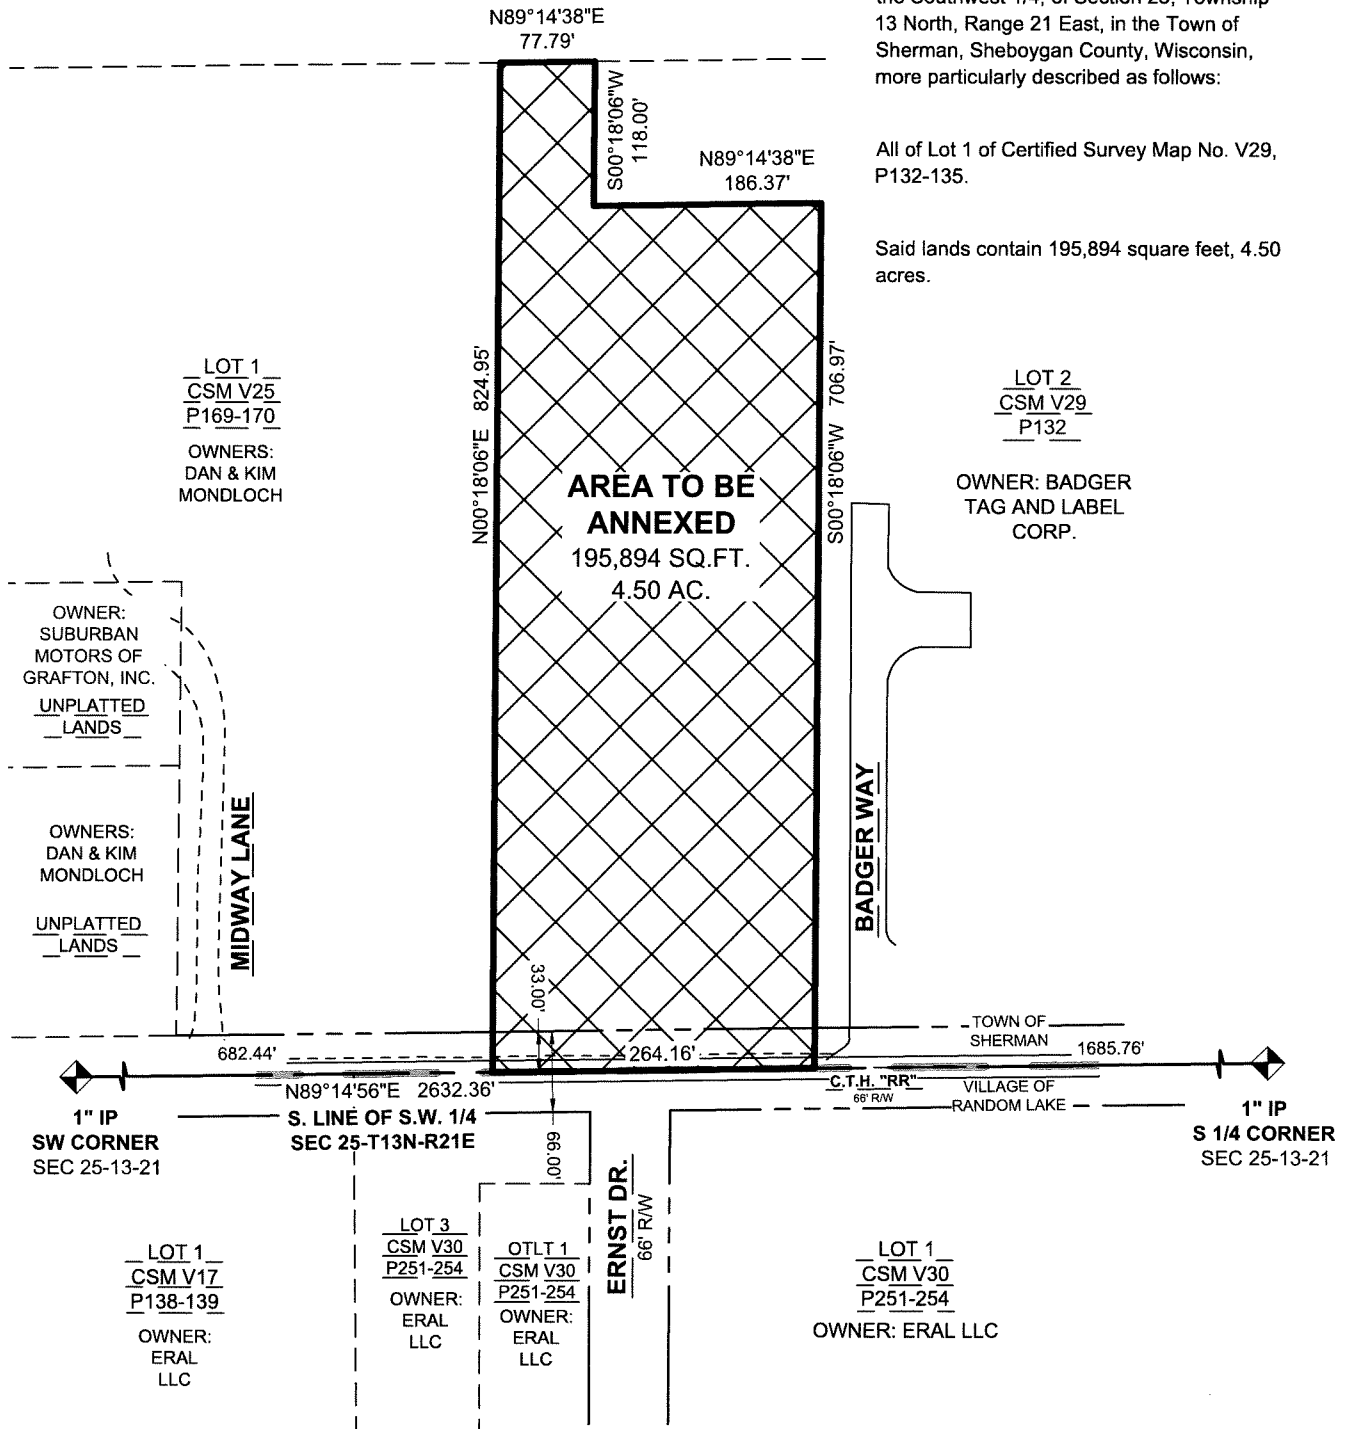 N89°14'38"E
77.79'
the Southwest 1/4, of Section 25, Township
13 North, Range 21 East, in the Town of
Sherman, Sheboygan County, Wisconsin,
more particularly described as follows:
S00°18'06"W
118.00'
N89°14'38"E
186.37'
All of Lot 1 of Certified Survey Map No. V29,
P132-135.
Said lands contain 195,894 square feet, 4.50
acres.
LOT 1
CSM V25
P169-170
OWNERS:
DAN & KIM
MONDLOCH
N00°18'06"E 824.95'
S00°18'06"W 706.97'
LOT 2
CSM V29
P132
OWNER: BADGER
TAG AND LABEL
CORP.
AREA TO BE
ANNEXED
195,894 SQ.FT.
4.50 AC.
OWNER:
SUBURBAN
MOTORS OF
GRAFTON, INC.
UNPLATTED
LANDS
OWNERS:
DAN & KIM
MONDLOCH
UNPLATTED
LANDS
MIDWAY LANE
BADGER WAY
33.00'
TOWN OF
SHERMAN
682.44'
264.16'
1685.76'
N89°14'56"E 2632.36'
C.T.H. "RR"
66' R/W
VILLAGE OF
RANDOM LAKE
1" IP
SW CORNER
SEC 25-13-21
S. LINE OF S.W. 1/4
SEC 25-T13N-R21E
66.00'
1" IP
S 1/4 CORNER
SEC 25-13-21
ERNST DR.
66' R/W
LOT 1
CSM V17
P138-139
OWNER:
ERAL
LLC
LOT 3
CSM V30
P251-254
OWNER:
ERAL
LLC
OTLT 1
CSM V30
P251-254
OWNER:
ERAL
LLC
LOT 1
CSM V30
P251-254
OWNER: ERAL LLC